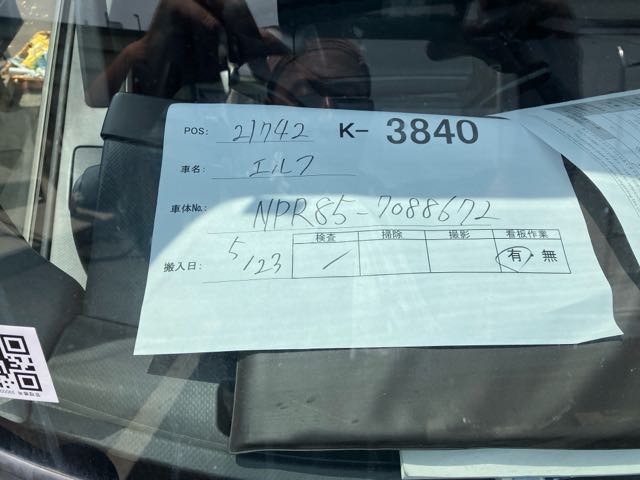 POS: 21742 K- 3840
車名 エルフ
車体No.: NPR85-7088672
搬入日: 5/23
検査 掃除 撮影 看板作業
/ 有・無